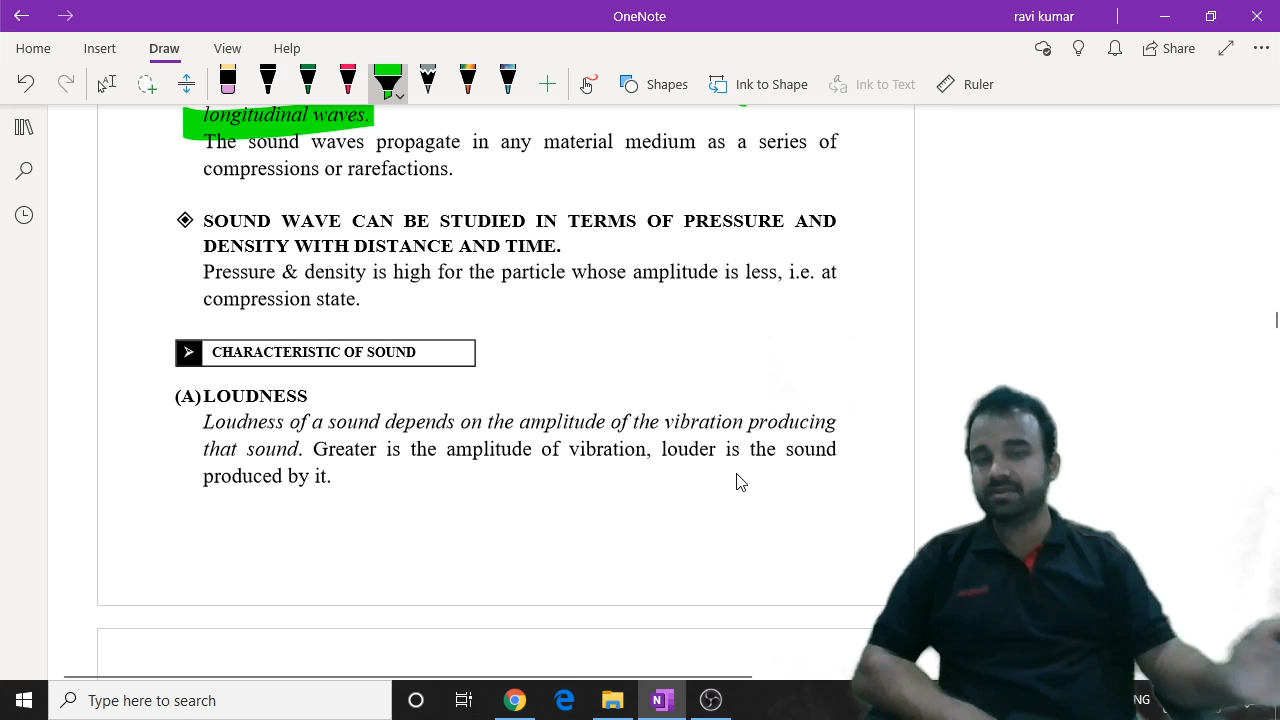 OneNote
ravi kumar
Home Insert Draw View Help
Share
Shapes Ink to Shape Ink to Text Ruler
longitudinal waves.
The sound waves propagate in any material medium as a series of
compressions or rarefactions.
SOUND WAVE CAN BE STUDIED IN TERMS OF PRESSURE AND
DENSITY WITH DISTANCE AND TIME.
Pressure & density is high for the particle whose amplitude is less, i.e. at
compression state.
CHARACTERISTIC OF SOUND
(A) LOUDNESS
Loudness of a sound depends on the amplitude of the vibration producing
that sound. Greater is the amplitude of vibration, louder is the sound
produced by it.
Type here to search
NG